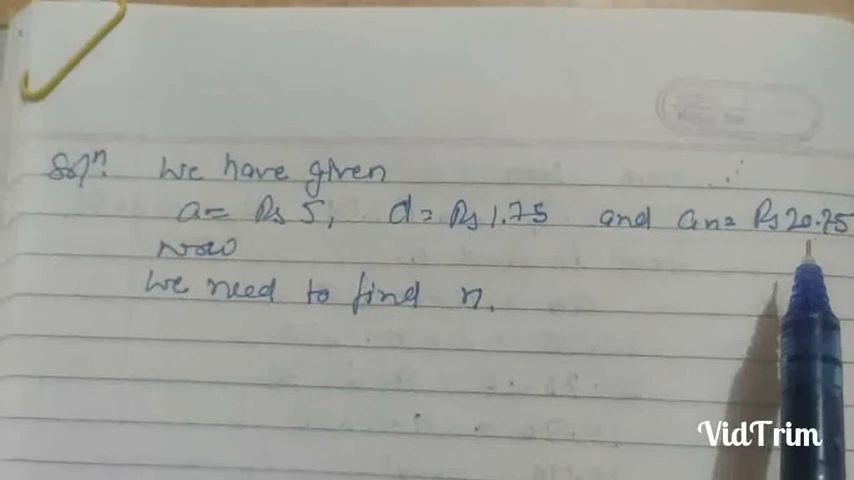 Solⁿ. We have given
a = Rs 5, d = Rs 1.75 and an = Rs 20.75
Now
We need to find n.
VidTrim